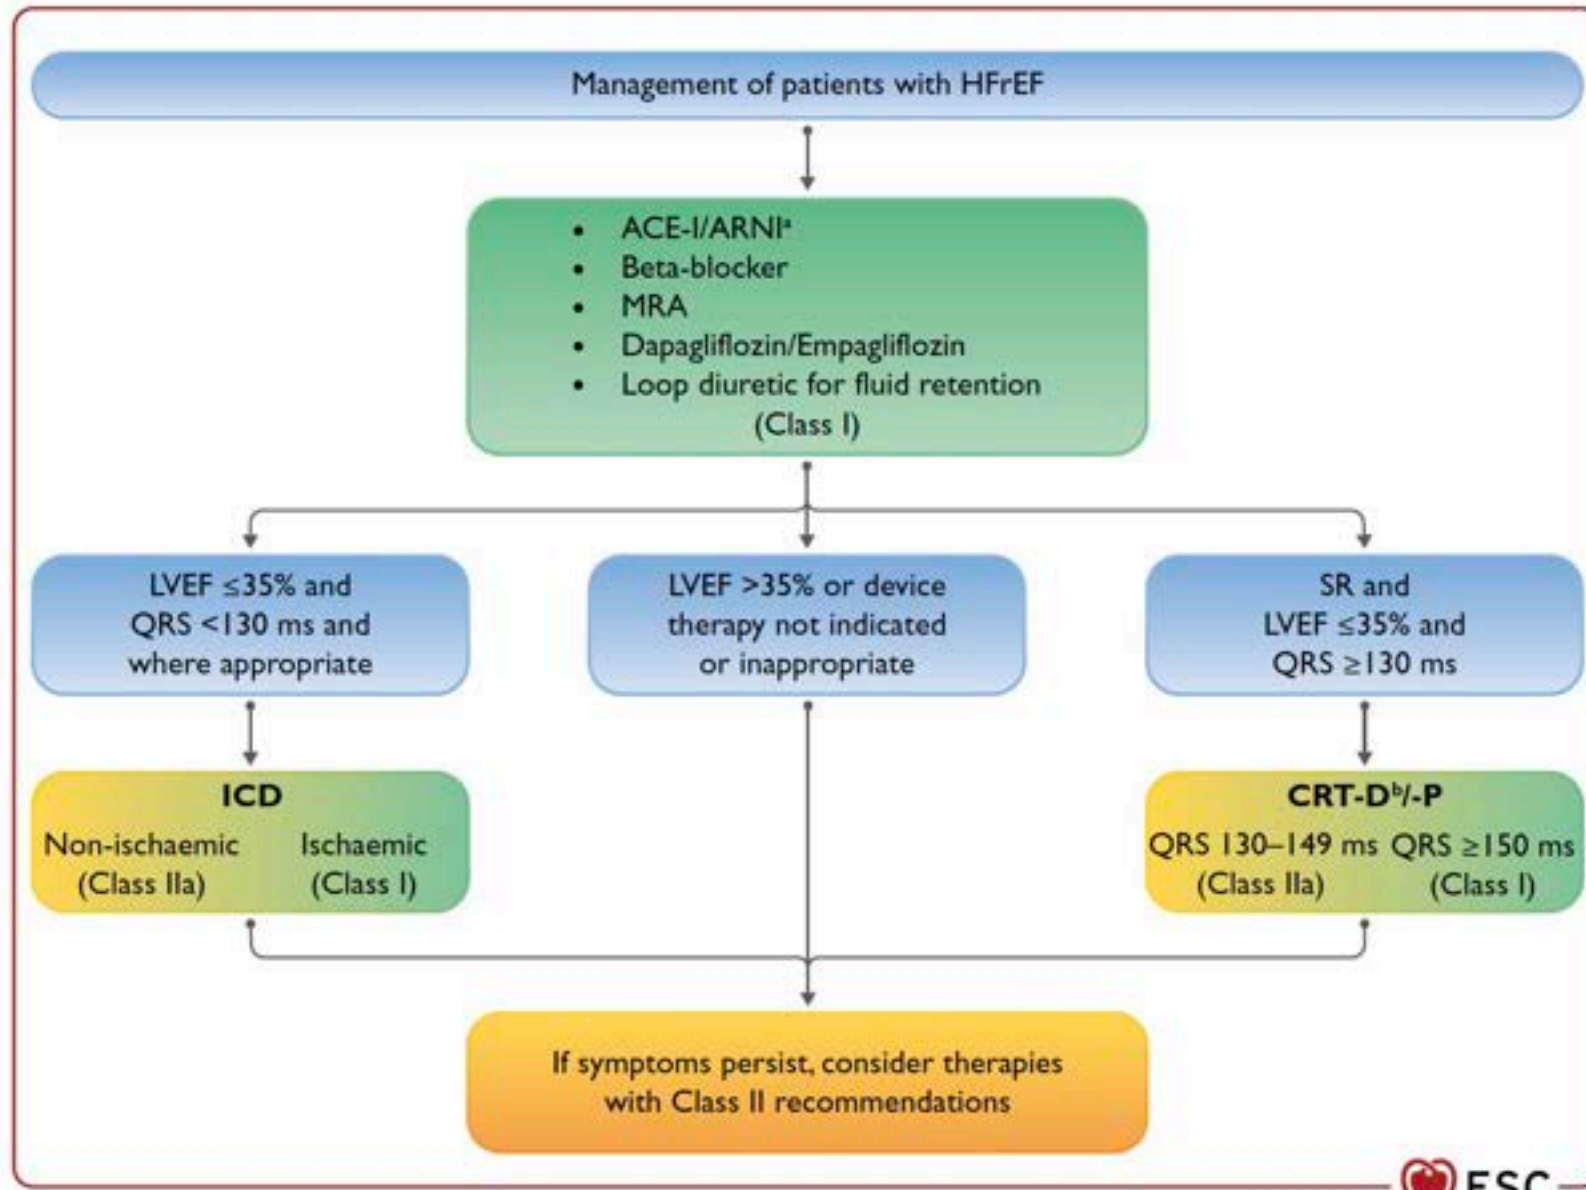 Management of patients with HFrEF
• ACE-I/ARNIᵃ
• Beta-blocker
• MRA
• Dapagliflozin/Empagliflozin
• Loop diuretic for fluid retention
(Class I)
LVEF ≤35% and
QRS <130 ms and
where appropriate
LVEF >35% or device
therapy not indicated
or inappropriate
SR and
LVEF ≤35% and
QRS ≥130 ms
ICD
Non-ischaemic
(Class IIa)
Ischaemic
(Class I)
CRT-Dᵇ/-P
QRS 130–149 ms
(Class IIa)
QRS ≥150 ms
(Class I)
If symptoms persist, consider therapies
with Class II recommendations
ESC